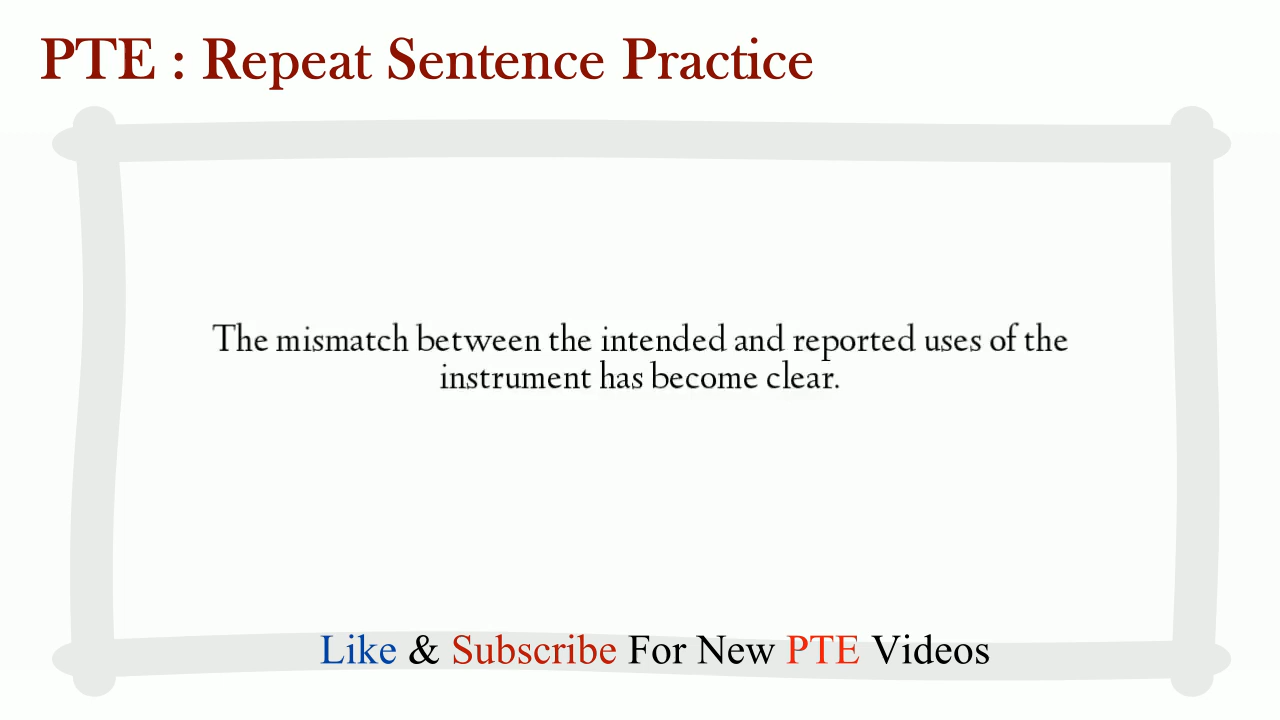 PTE : Repeat Sentence Practice
The mismatch between the intended and reported uses of the
instrument has become clear.
Like & Subscribe For New PTE Videos